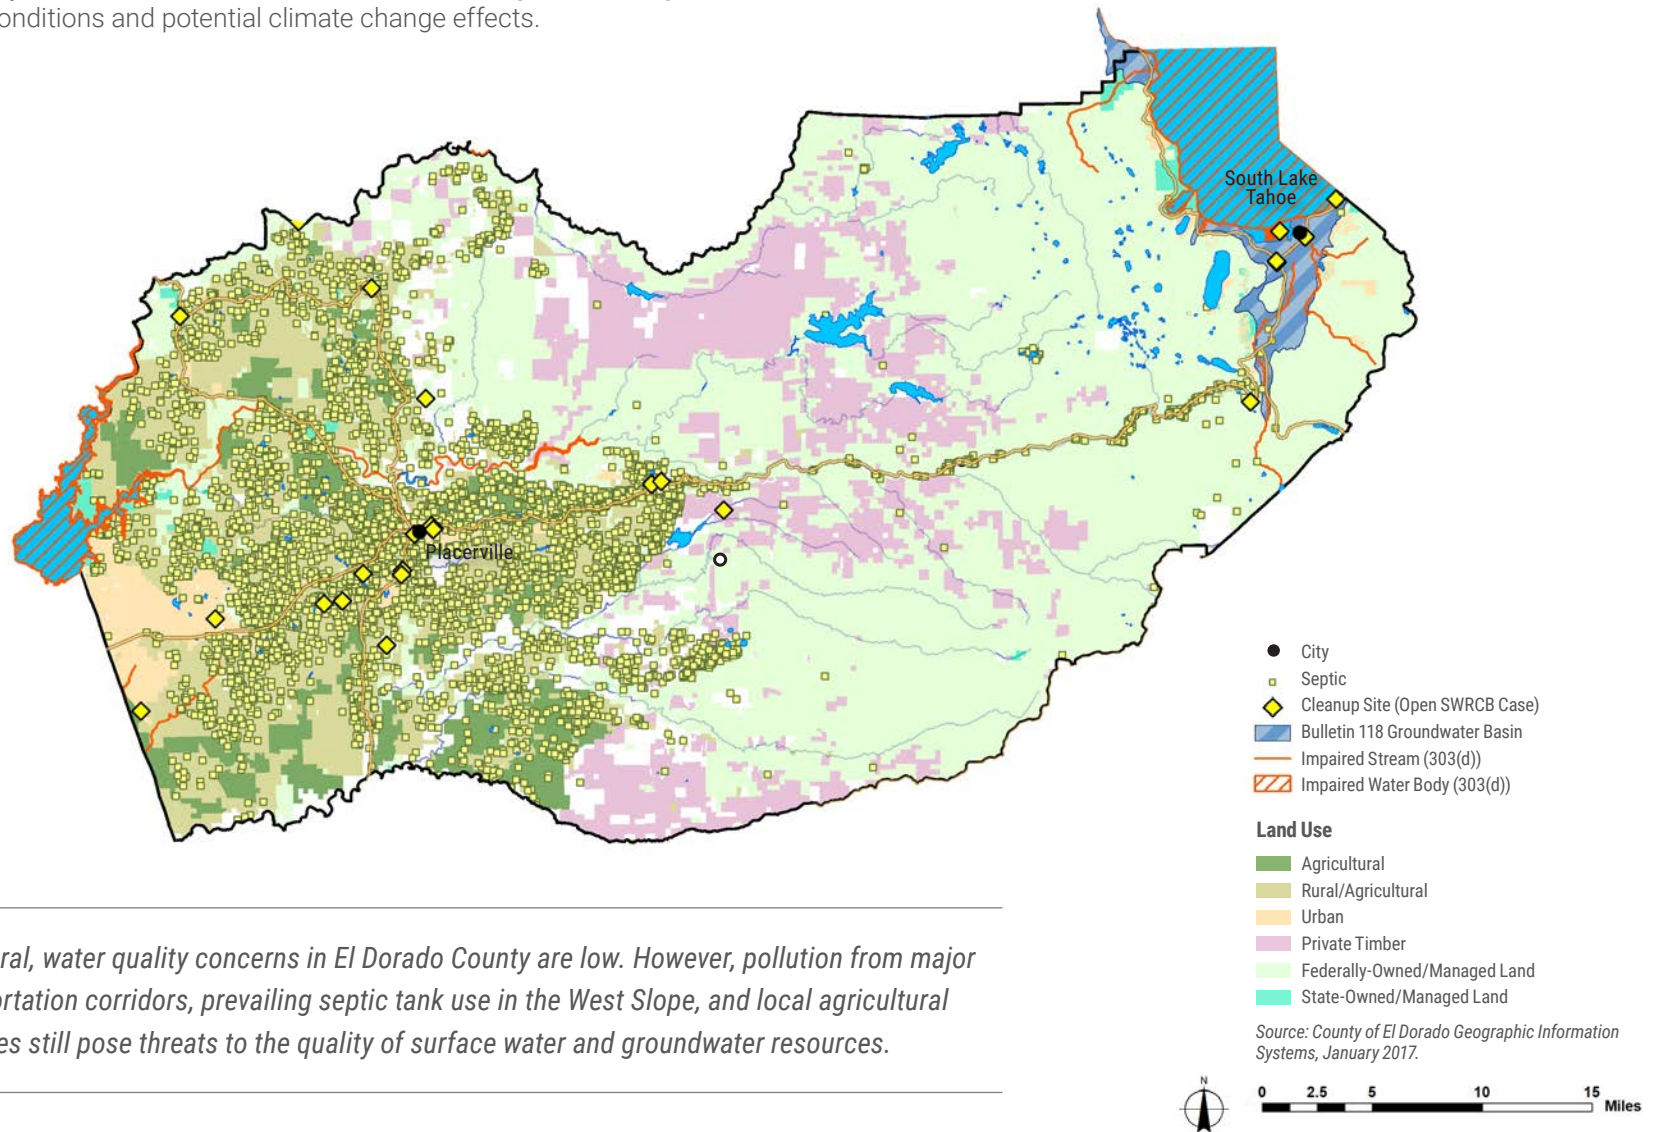 onditions and potential climate change effects.
South Lake
Tahoe
Placerville
City
Septic
Cleanup Site (Open SWRCB Case)
Bulletin 118 Groundwater Basin
Impaired Stream (303(d))
Impaired Water Body (303(d))
Land Use
Agricultural
Rural/Agricultural
Urban
Private Timber
Federally-Owned/Managed Land
State-Owned/Managed Land
Source: County of El Dorado Geographic Information
Systems, January 2017.
ral, water quality concerns in El Dorado County are low. However, pollution from major
ortation corridors, prevailing septic tank use in the West Slope, and local agricultural
es still pose threats to the quality of surface water and groundwater resources.
N
0 2.5 5 10 15
Miles